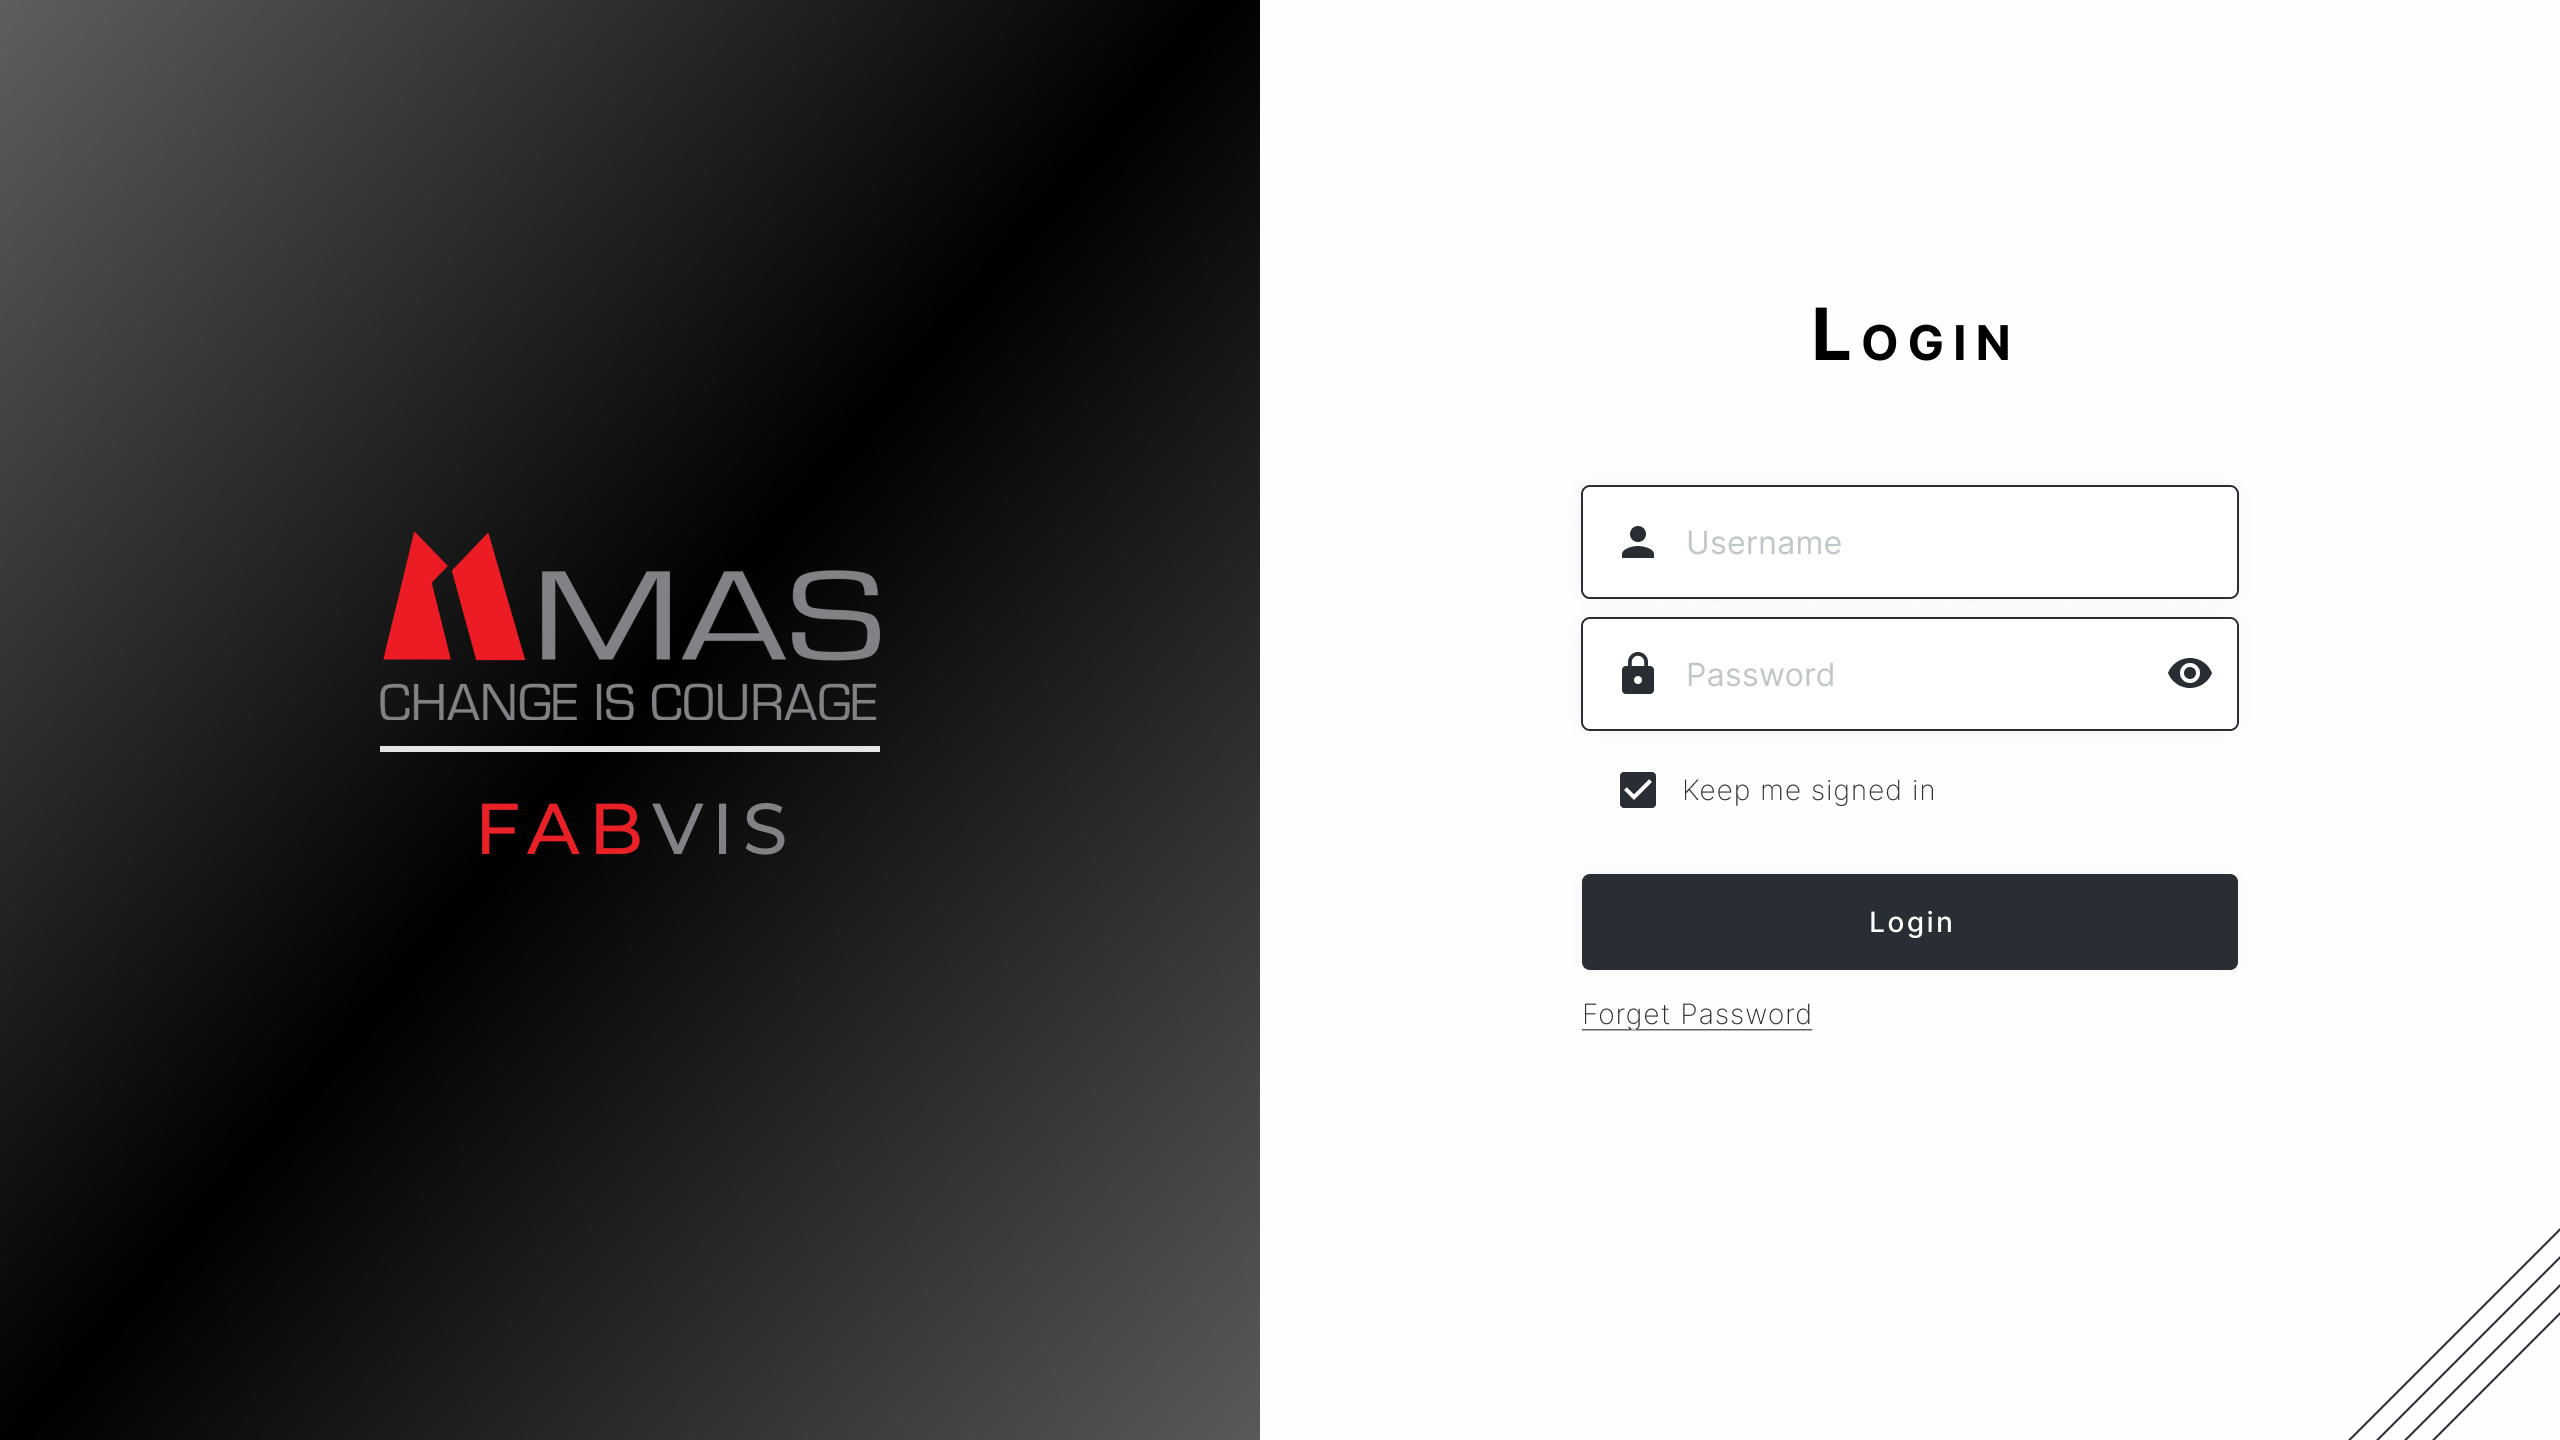 MAS
CHANGE IS COURAGE
FABVIS
Login
Username
Password
Keep me signed in
Login
Forget Password